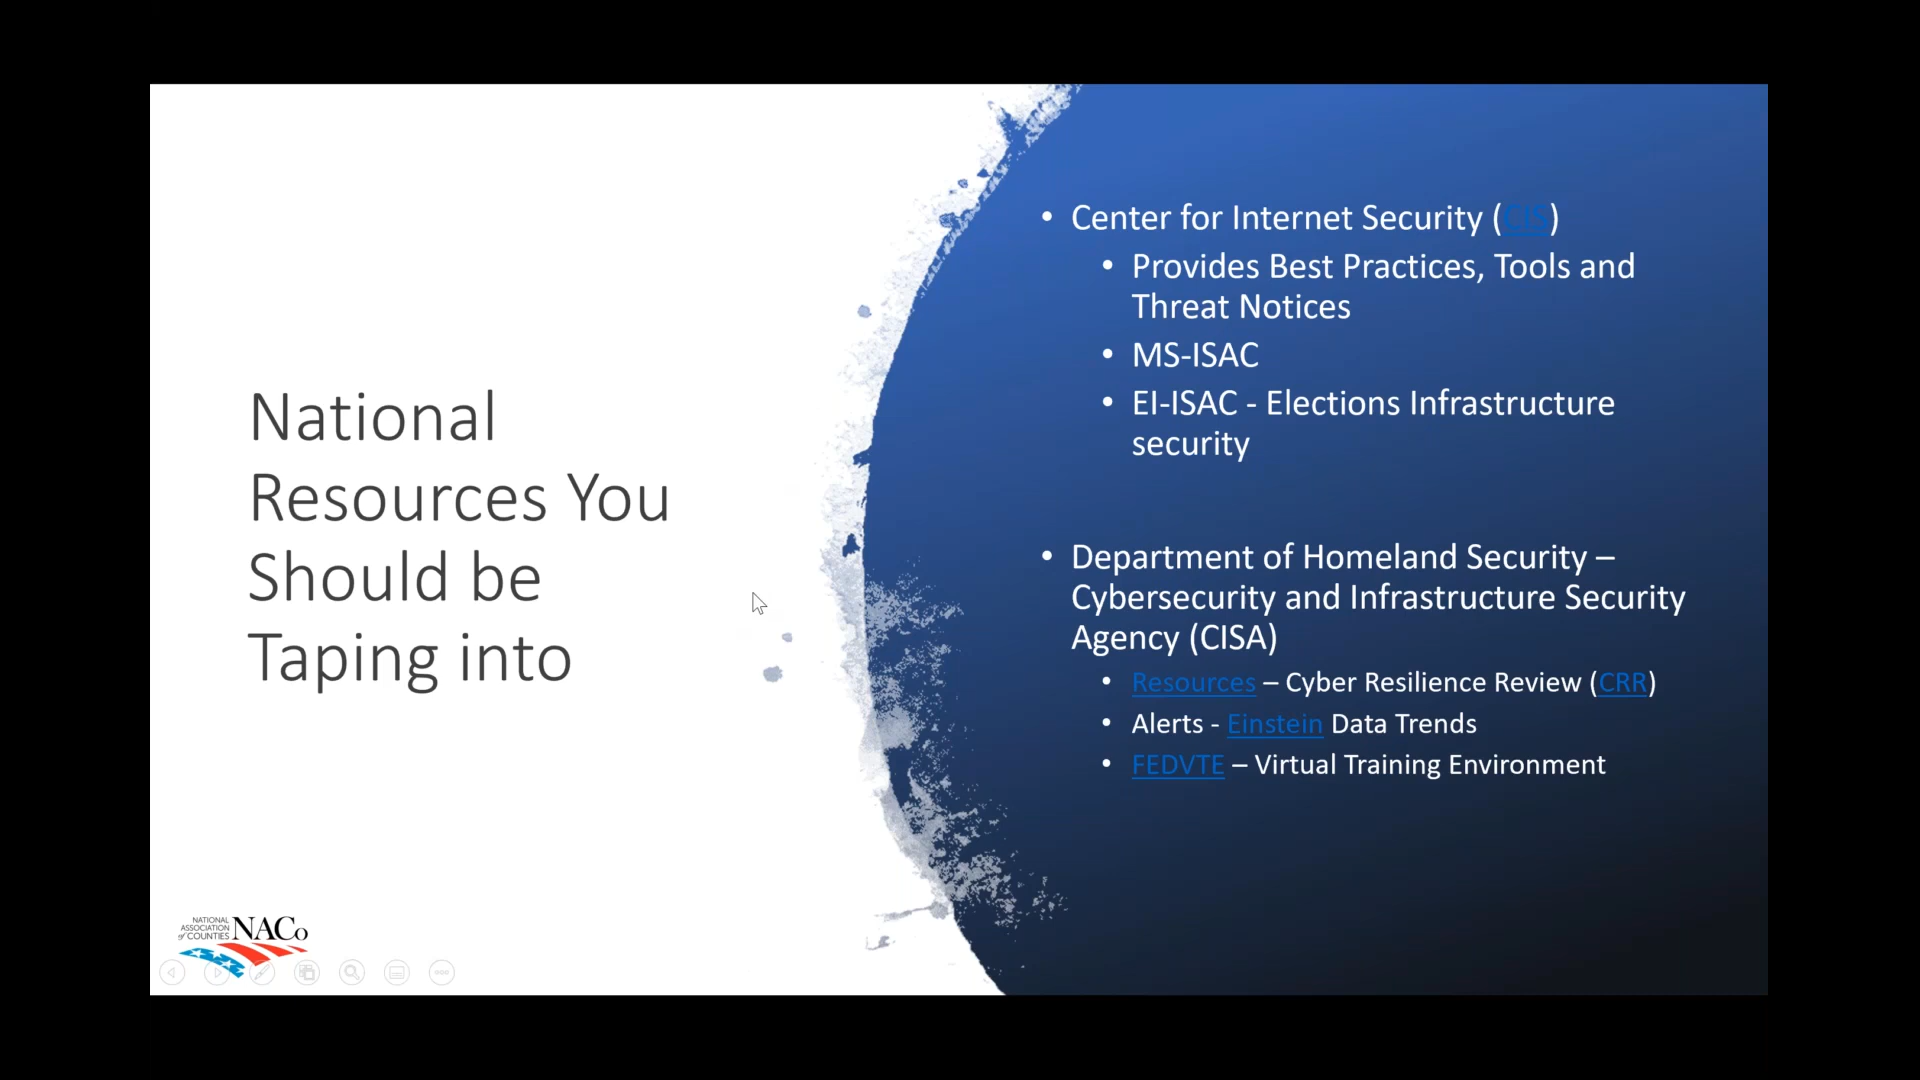 National
Resources You
Should be
Taping into
• Center for Internet Security (CIS)
• Provides Best Practices, Tools and
Threat Notices
• MS-ISAC
• EI-ISAC - Elections Infrastructure
security
• Department of Homeland Security –
Cybersecurity and Infrastructure Security
Agency (CISA)
• Resources – Cyber Resilience Review (CRR)
• Alerts - Einstein Data Trends
• FEDVTE – Virtual Training Environment
NATIONAL
ASSOCIATION
of COUNTIES
NACo